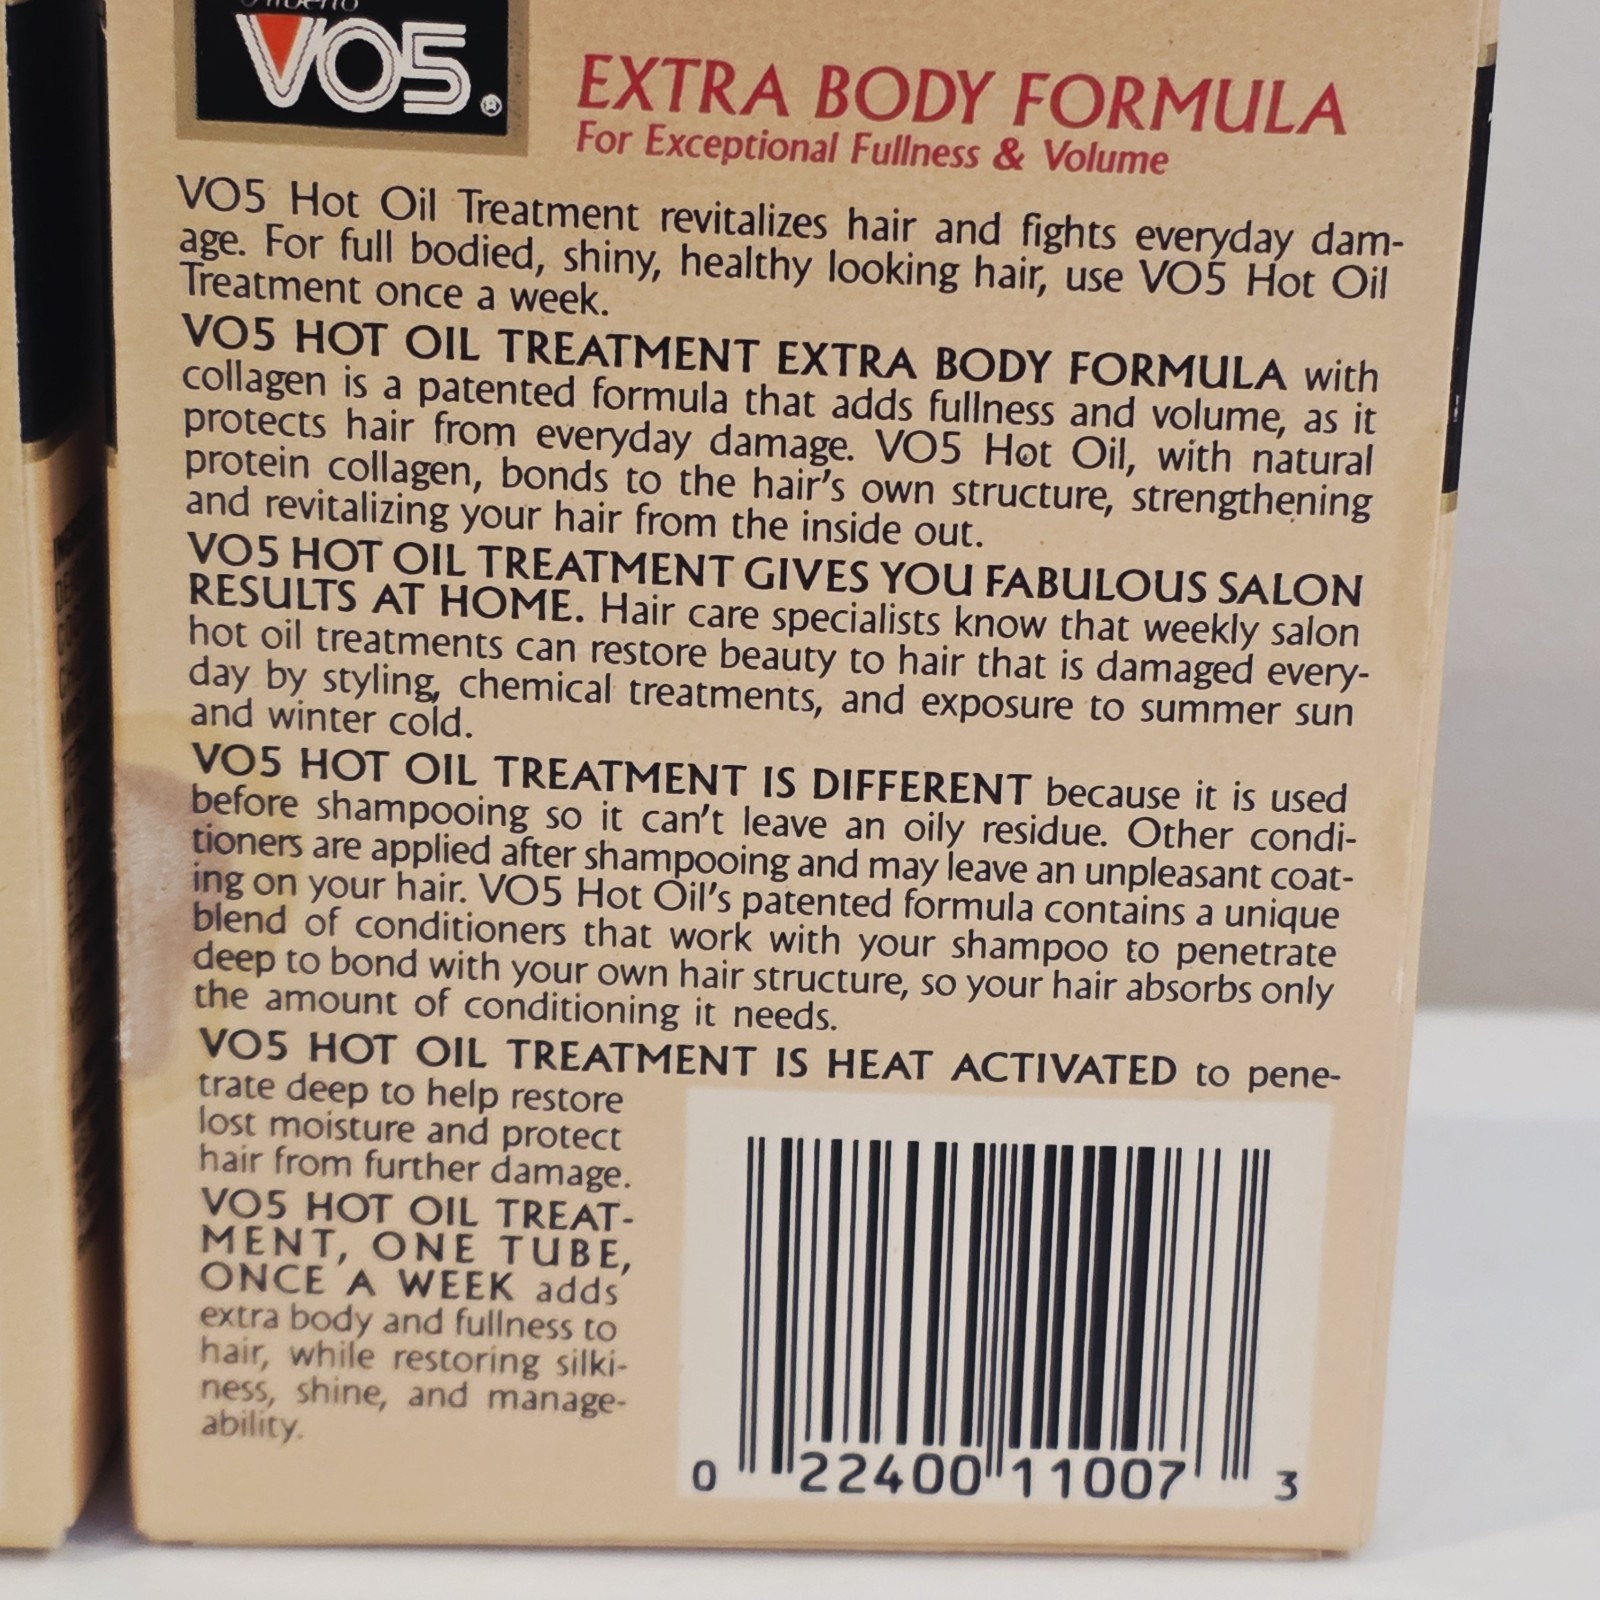 VO5®
EXTRA BODY FORMULA
For Exceptional Fullness & Volume
VO5 Hot Oil Treatment revitalizes hair and fights everyday dam-
age. For full bodied, shiny, healthy looking hair, use VO5 Hot Oil
Treatment once a week.
VO5 HOT OIL TREATMENT EXTRA BODY FORMULA with
collagen is a patented formula that adds fullness and volume, as it
protects hair from everyday damage. VO5 Hot Oil, with natural
protein collagen, bonds to the hair's own structure, strengthening
and revitalizing your hair from the inside out.
VO5 HOT OIL TREATMENT GIVES YOU FABULOUS SALON
RESULTS AT HOME. Hair care specialists know that weekly salon
hot oil treatments can restore beauty to hair that is damaged every-
day by styling, chemical treatments, and exposure to summer sun
and winter cold.
VO5 HOT OIL TREATMENT IS DIFFERENT because it is used
before shampooing so it can't leave an oily residue. Other condi-
tioners are applied after shampooing and may leave an unpleasant coat-
ing on your hair. VO5 Hot Oil's patented formula contains a unique
blend of conditioners that work with your shampoo to penetrate
deep to bond with your own hair structure, so your hair absorbs only
the amount of conditioning it needs.
VO5 HOT OIL TREATMENT IS HEAT ACTIVATED to pene-
trate deep to help restore
lost moisture and protect
hair from further damage.
VO5 HOT OIL TREAT-
MENT, ONE TUBE,
ONCE A WEEK adds
extra body and fullness to
hair, while restoring silki-
ness, shine, and manage-
ability.
0 22400 11007 3